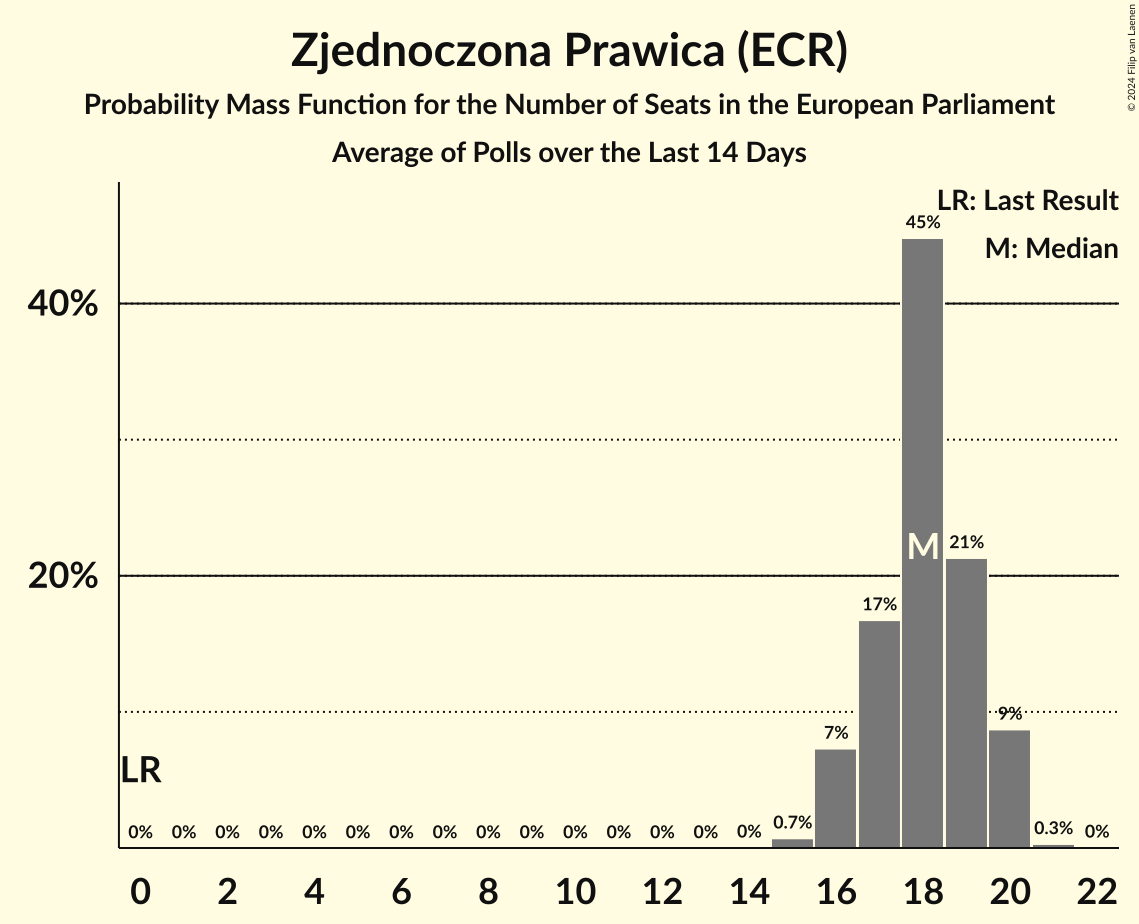 Zjednoczona Prawica (ECR)
Probability Mass Function for the Number of Seats in the European Parliament
Average of Polls over the Last 14 Days
© 2024 Filip van Laenen
LR: Last Result
M: Median
45%
40%
M
21%
20%
17%
9%
7%
LR
0% 0% 0% 0% 0% 0% 0% 0% 0% 0% 0% 0% 0% 0% 0% 0.7% 0.3% 0%
0 2 4 6 8 10 12 14 16 18 20 22